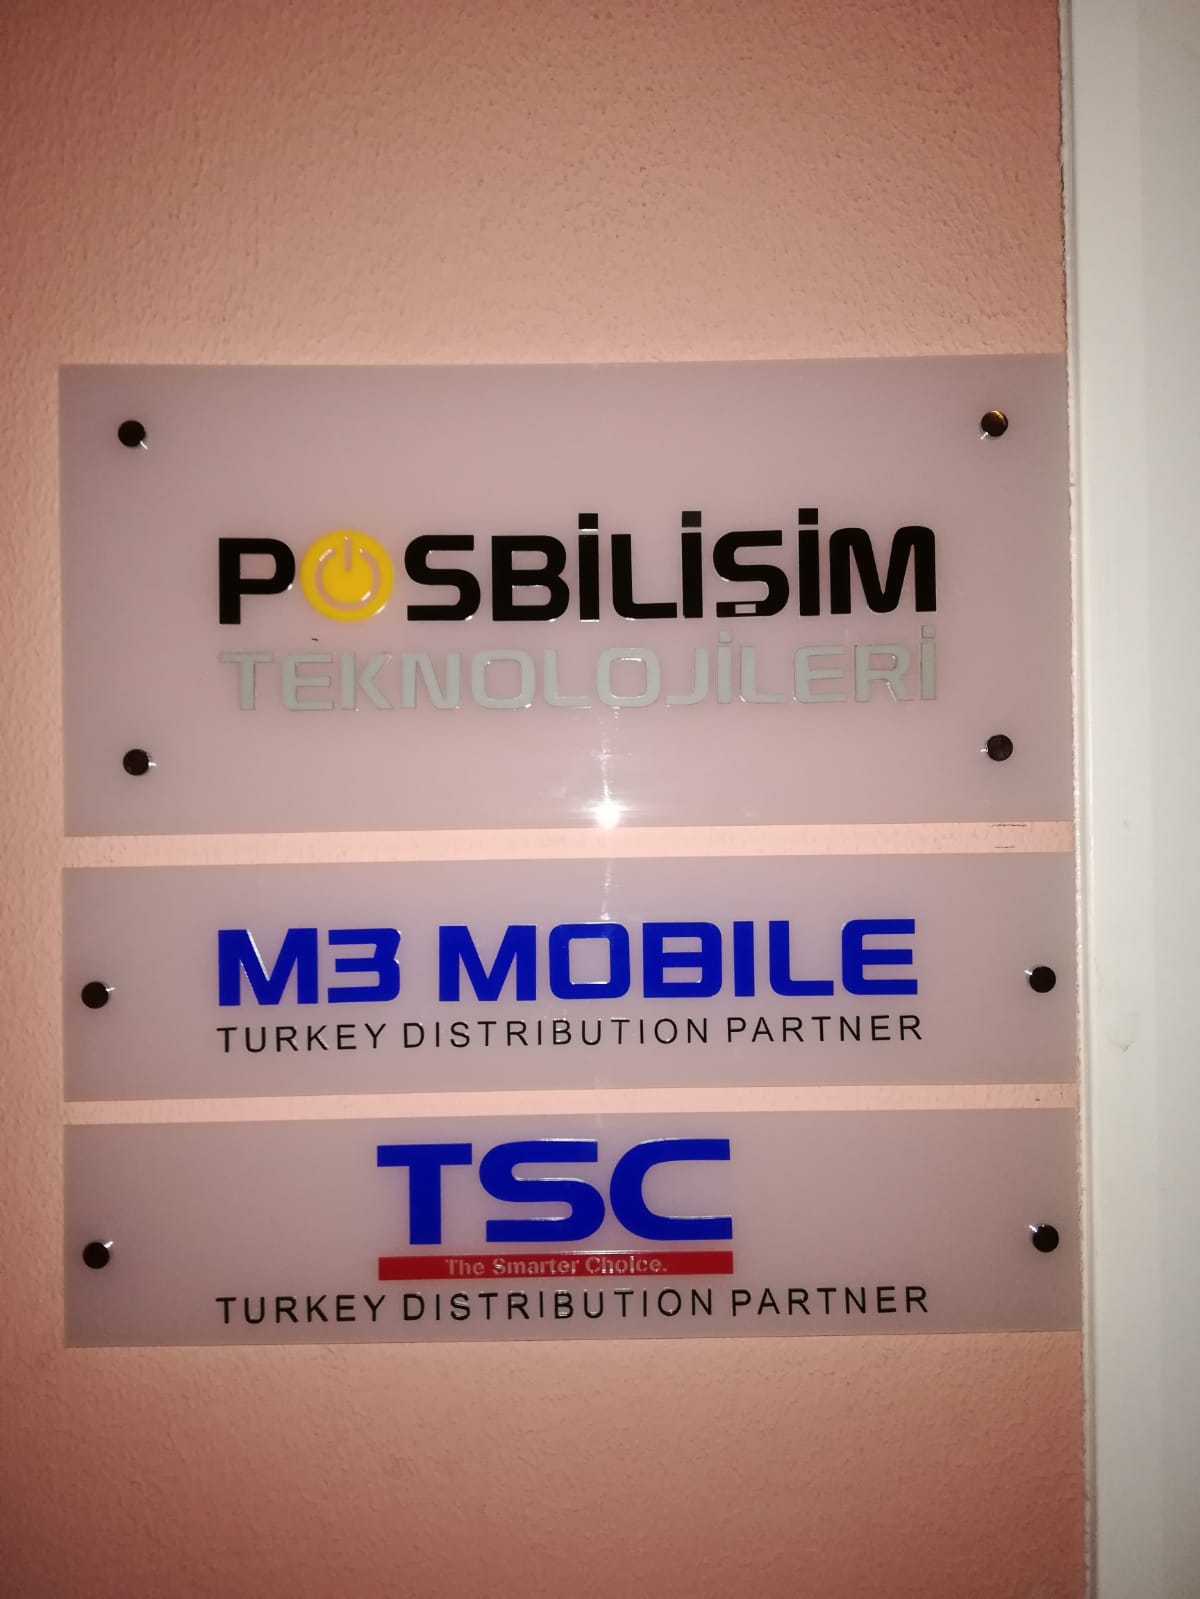 POSBİLİŞİM
TEKNOLOJİLERİ
M3 MOBILE
TURKEY DISTRIBUTION PARTNER
TSC
The Smarter Choice.
TURKEY DISTRIBUTION PARTNER